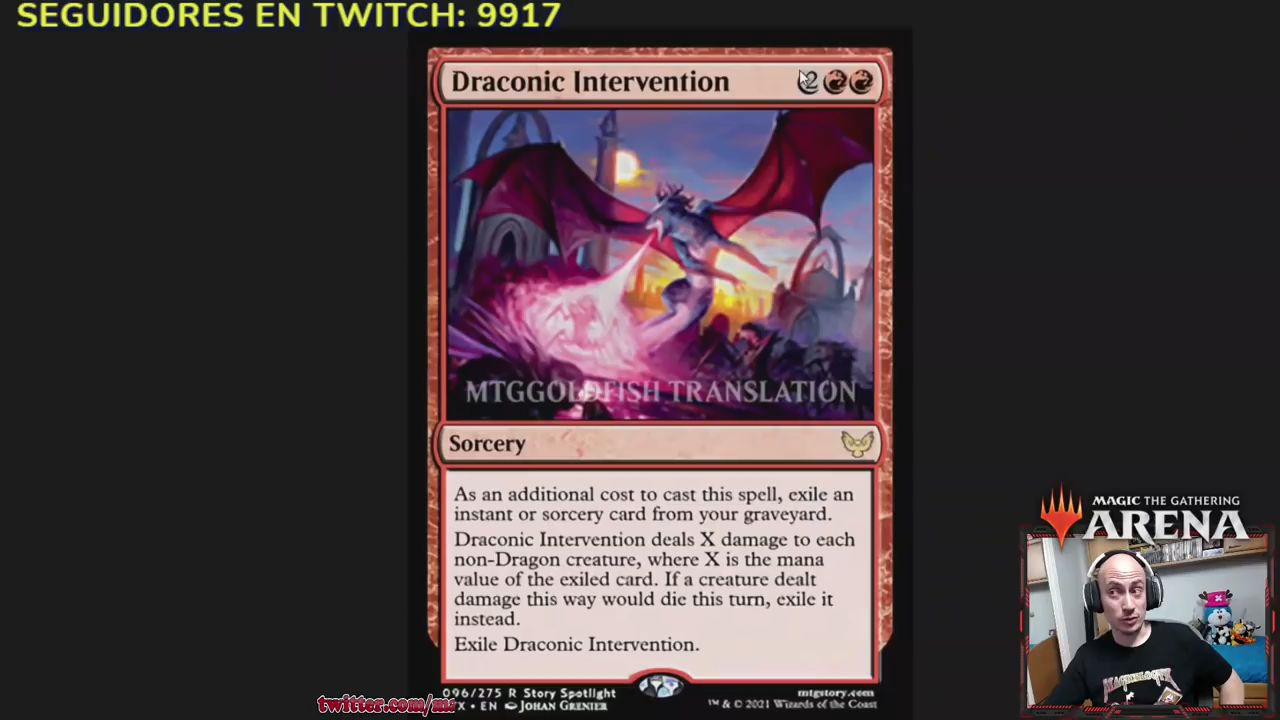 SEGUIDORES EN TWITCH: 9917
Draconic Intervention 2
MTGGOLDFISH TRANSLATION
Sorcery
As an additional cost to cast this spell, exile an
instant or sorcery card from your graveyard.
Draconic Intervention deals X damage to each
non-Dragon creature, where X is the mana
value of the exiled card. If a creature dealt
damage this way would die this turn, exile it
instead.
Exile Draconic Intervention.
096/275 R Story Spotlight
mtgstory.com
• EN JOHAN GRENIER
™ & © 2021 Wizards of the Coast
twitter.com/m
MAGIC THE GATHERING
ARENA